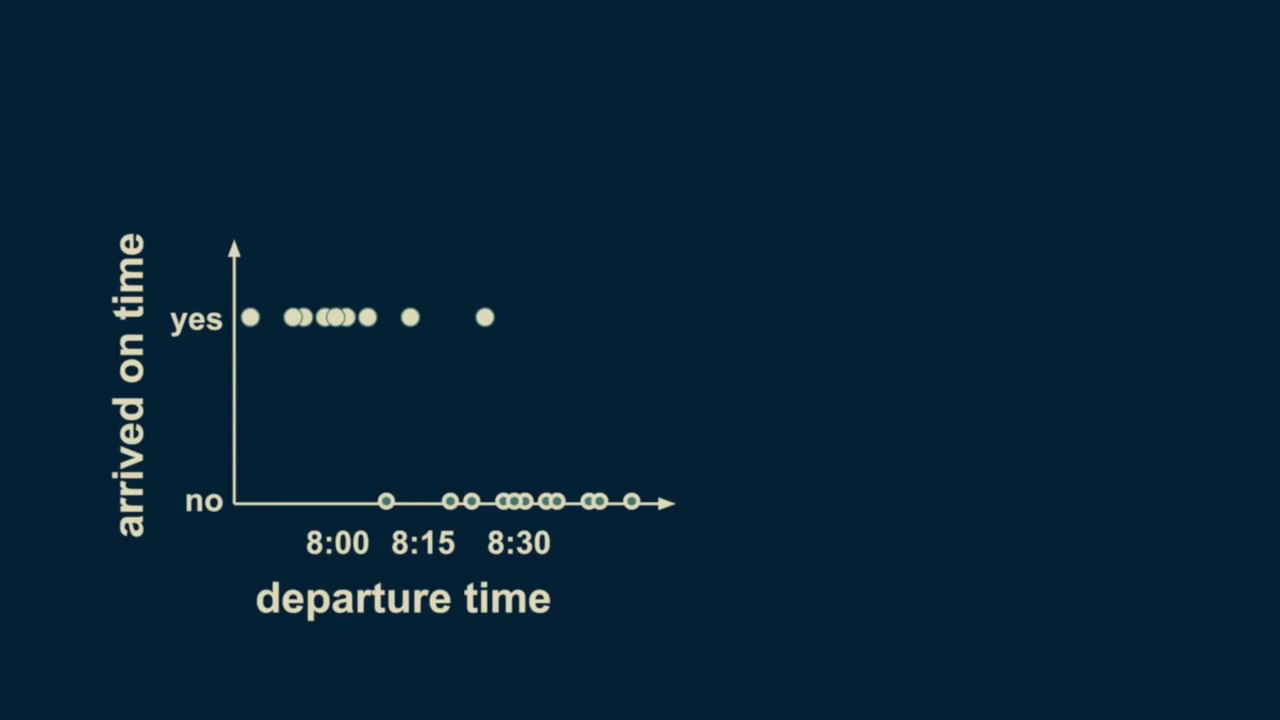 arrived on time
yes
no
8:00 8:15 8:30
departure time